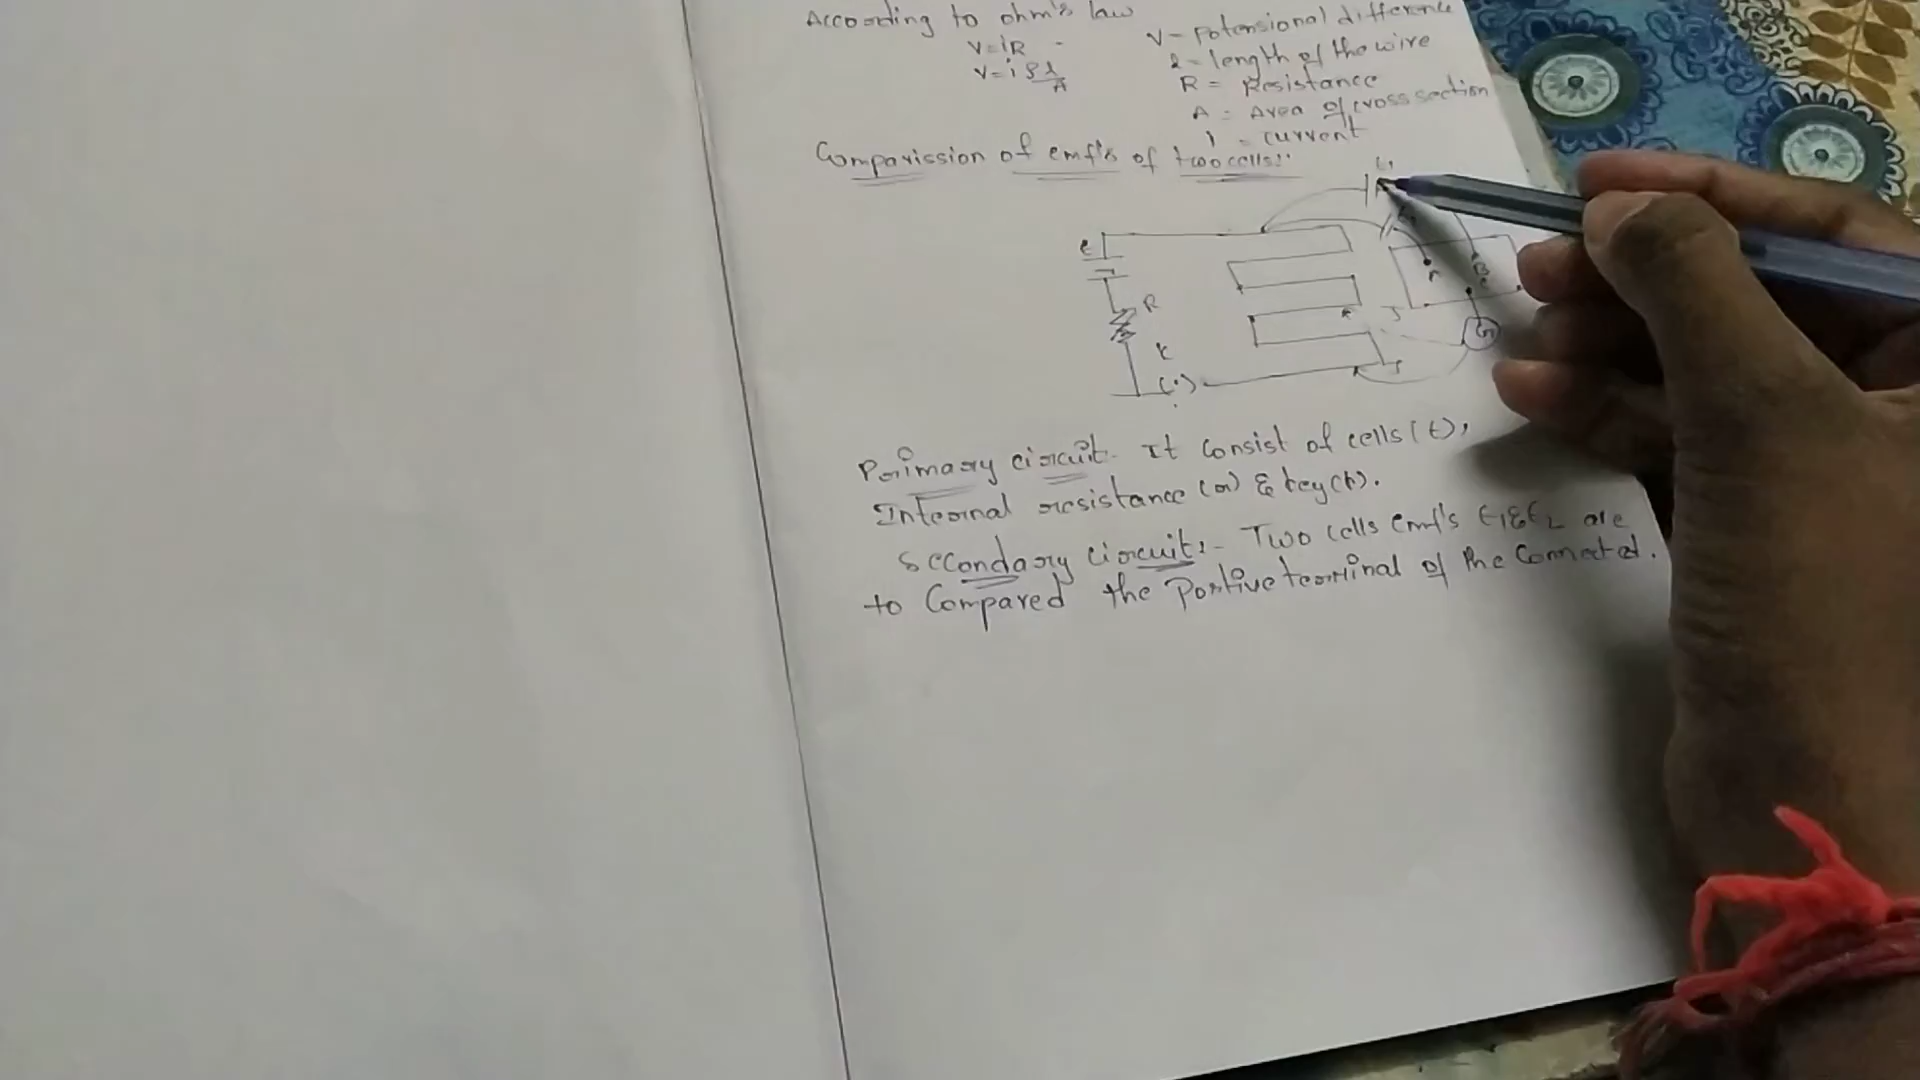 According to ohm's law
V=iR
V=iρl/A
V- potensional difference
l- length of the wire
R = Resistance
A = Area of cross section
i = current
Comparission of emf's of two cells:-
e
R
K
(.)
J
A
B
G
Primary circuit- It consist of cells(t),
Internal resistance (r) & key(k).
Secondary circuit:- Two cells emf's E1&E2 are
to Compared the Positive terminal of the Connected.